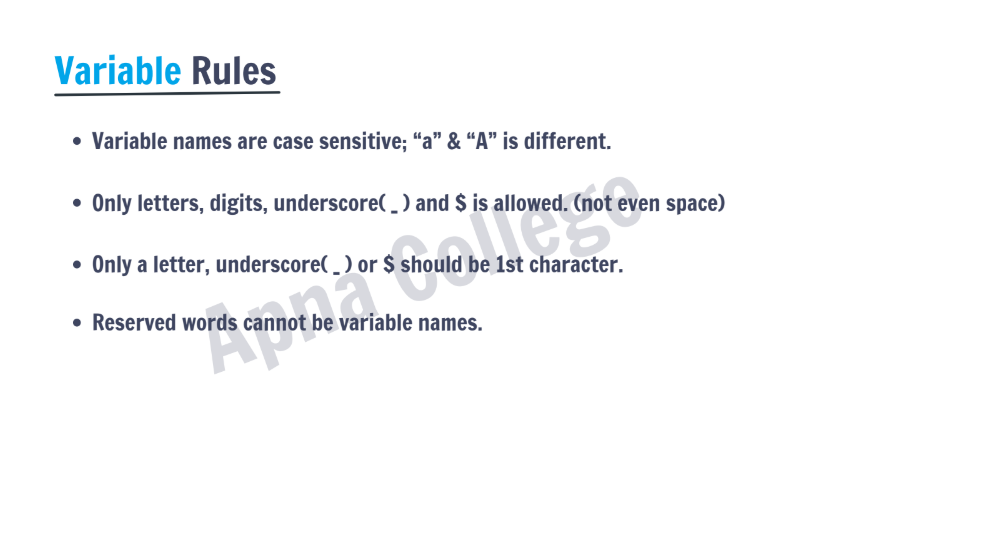 Variable Rules
• Variable names are case sensitive; “a” & “A” is different.
• Only letters, digits, underscore( _ ) and $ is allowed. (not even space)
• Only a letter, underscore( _ ) or $ should be 1st character.
• Reserved words cannot be variable names.
Apna College